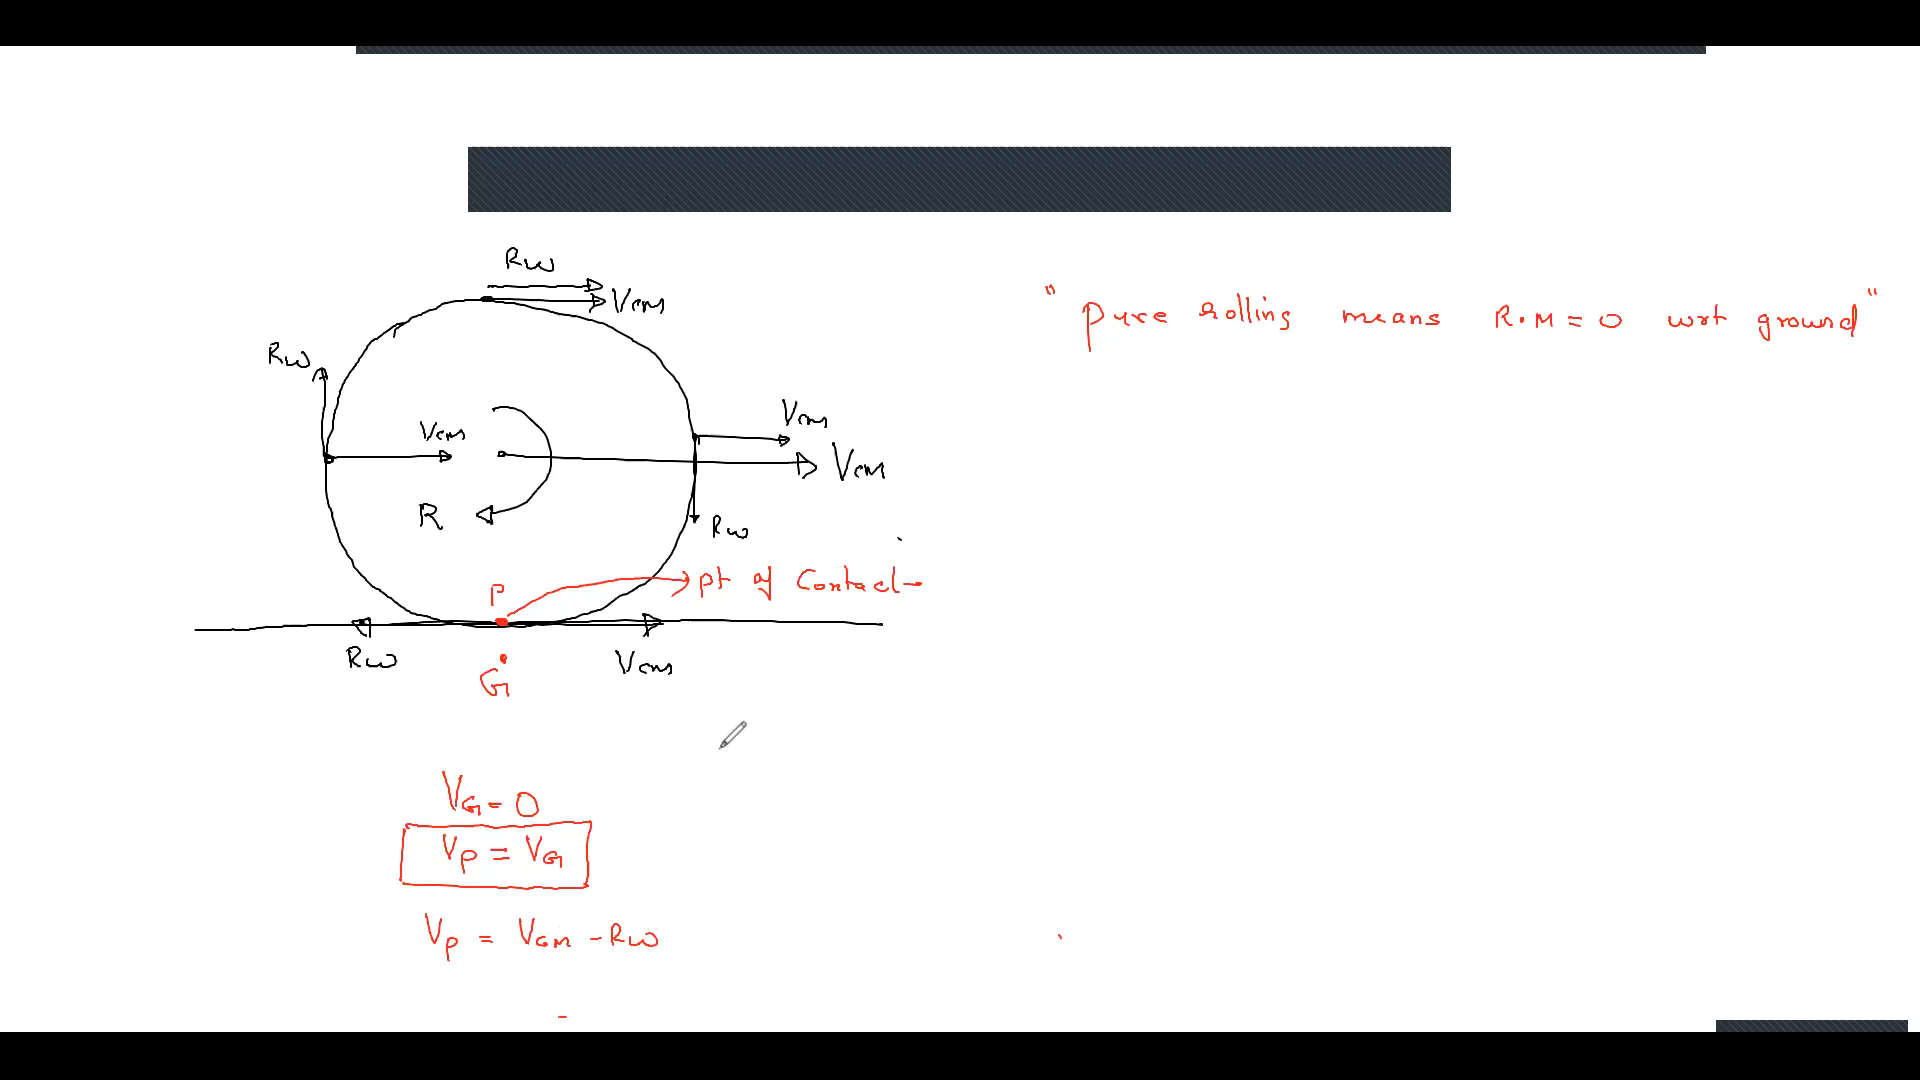 Rω
Vcm
" Pure rolling means R.M = 0 wrt ground "
Rω
Vcm
Vcm
Vcm
R
Rω
P
pt of Contact
Rω
Vcm
G
VG = 0
VP = VG
VP = VCM - Rω